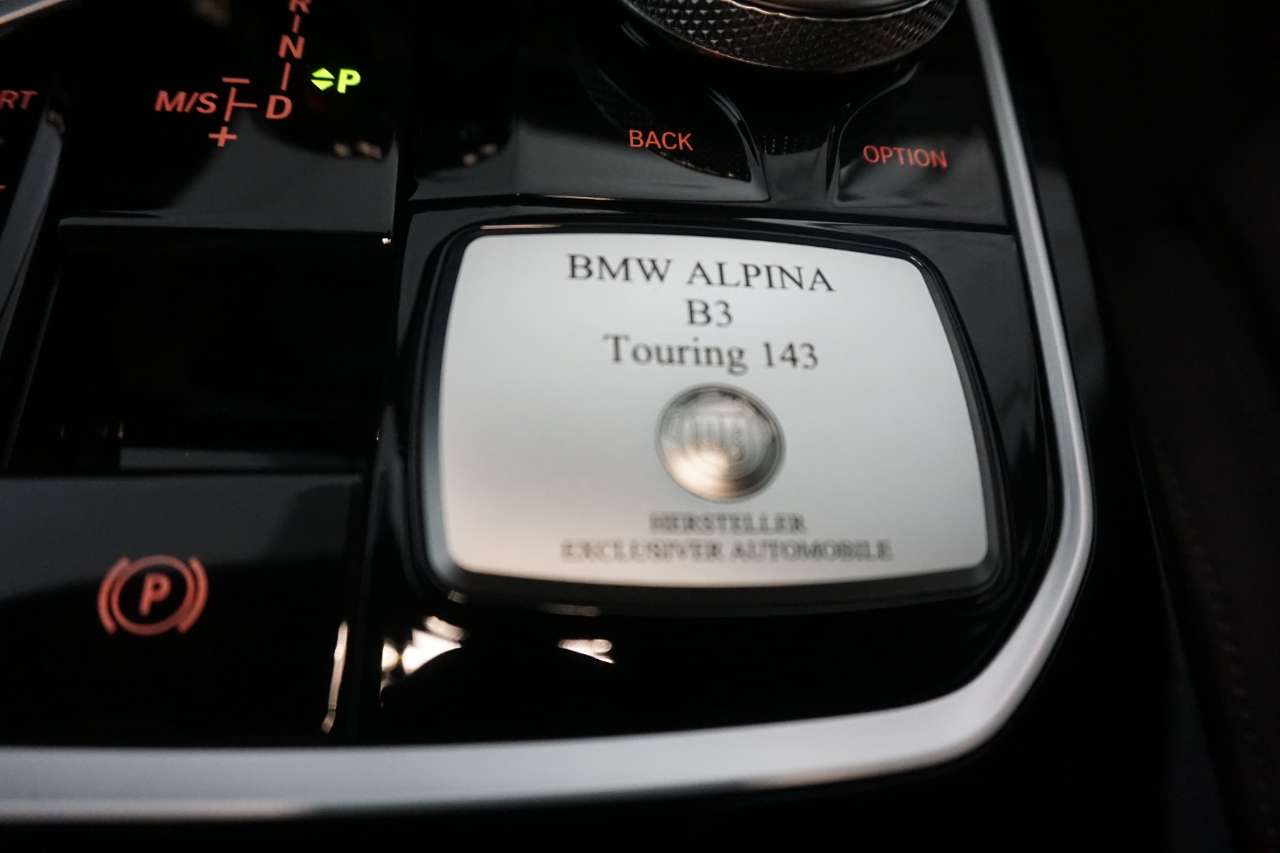 R
N
P
M/S
D
RT
+
BACK
OPTION
BMW ALPINA
B3
Touring 143
HERSTELLER
EXCLUSIVER AUTOMOBILE
P